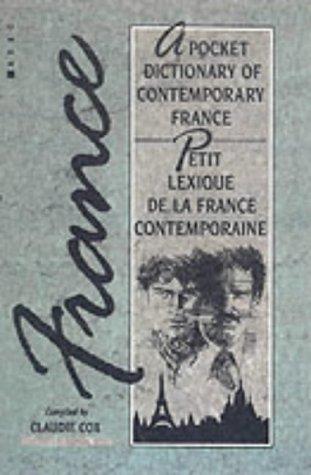 France
A POCKET
DICTIONARY OF
CONTEMPORARY
FRANCE
PETIT
LEXIQUE
DE LA FRANCE
CONTEMPORAINE
Compiled by
CLAUDIE COX